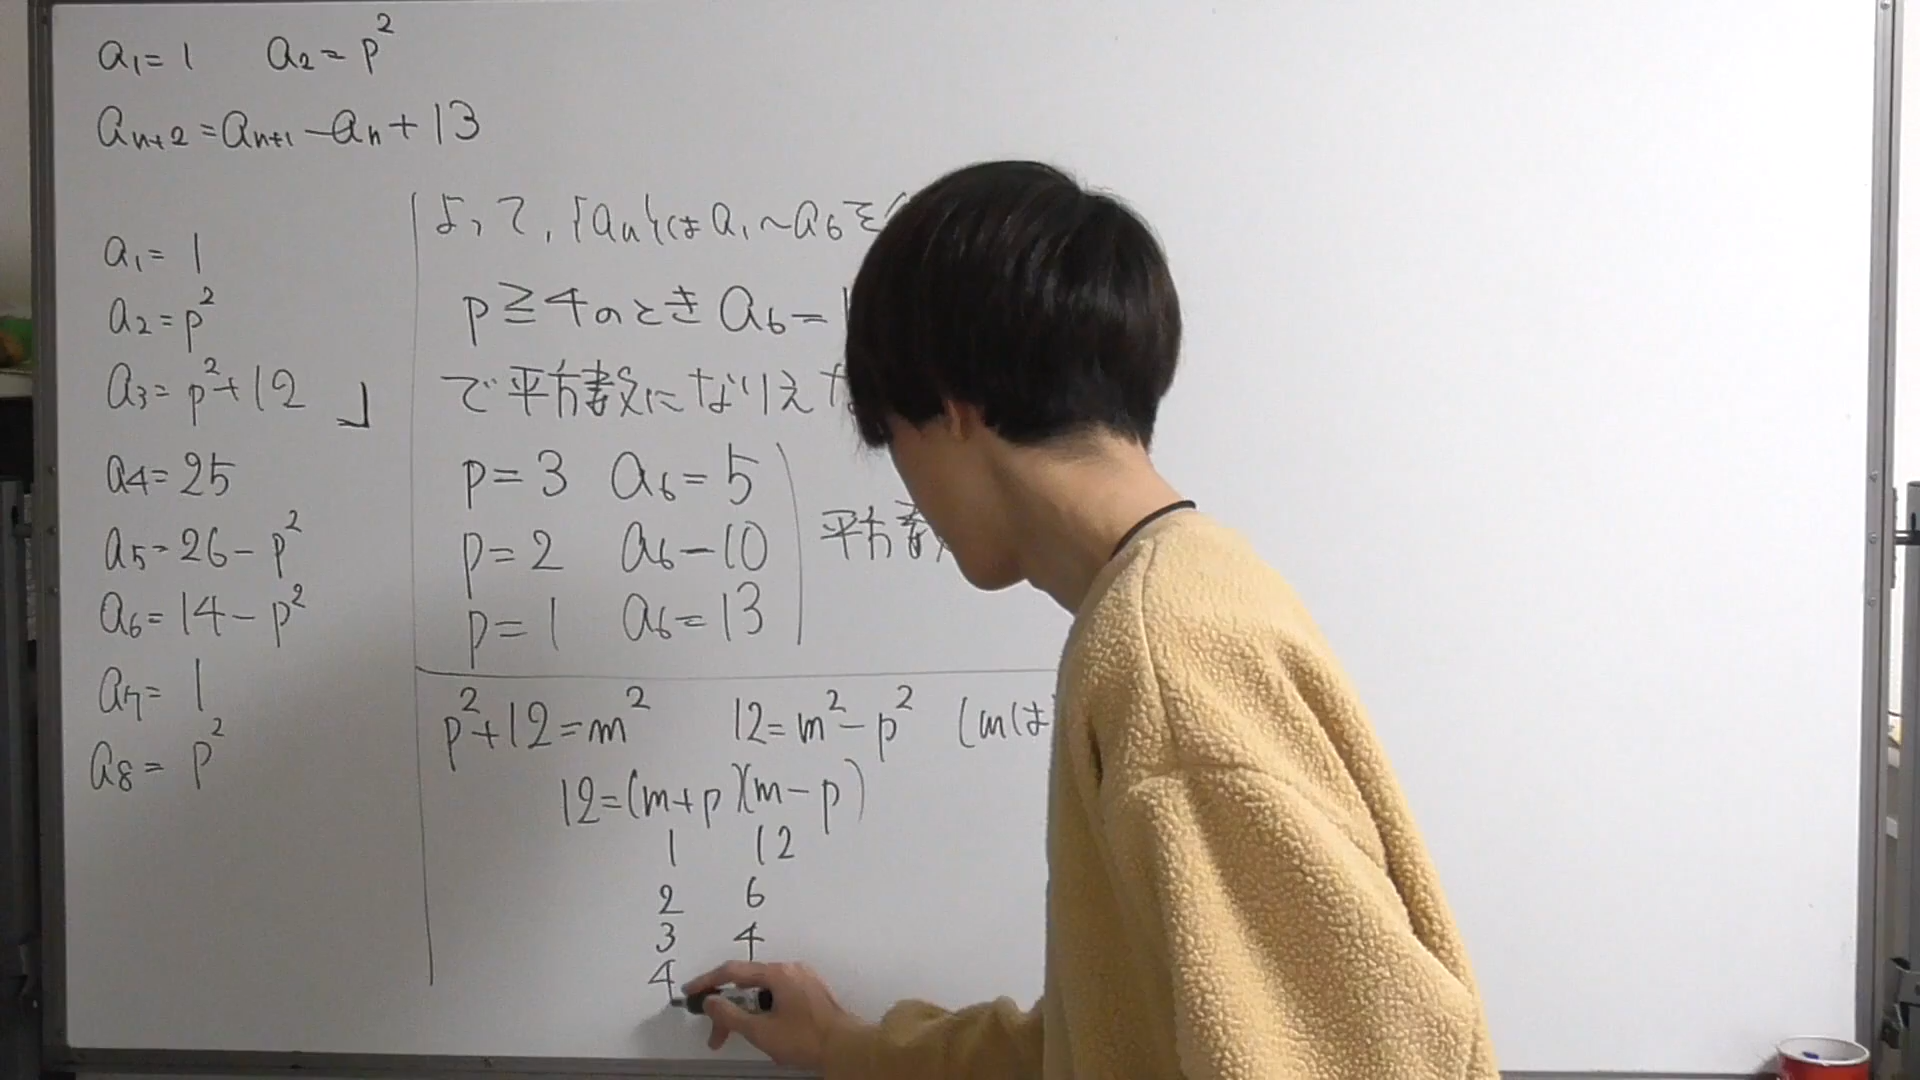 a₁=1 a₂=p²
aₙ₊₂=aₙ₊₁-aₙ+13
a₁=1
a₂=p²
a₃=p²+12 」
a₄=25
a₅=26-p²
a₆=14-p²
a₇=1
a₈=p²
よって,{aₙ}はa₁~a₆を
p≧4のときa₆=
で平方数になりえ
p=3 a₆=5
p=2 a₆=10
p=1 a₆=13
平方数
p²+12=m² 12=m²-p² (mは
12=(m+p)(m-p)
1 12
2 6
3 4
4